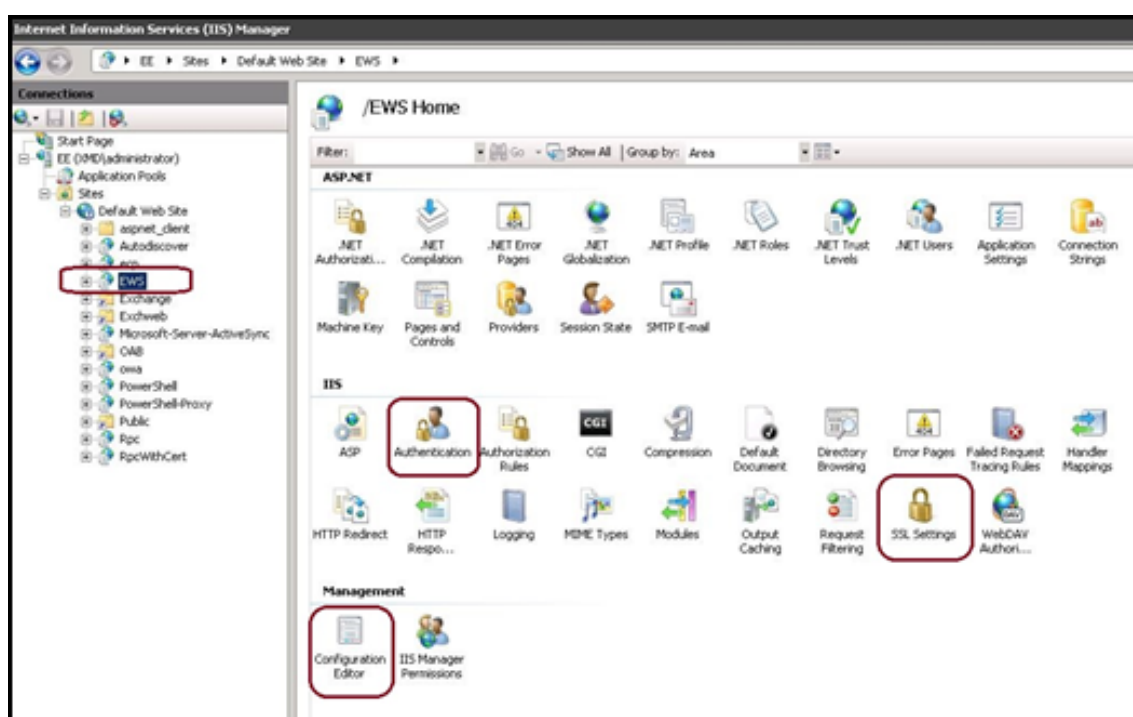 Internet Information Services (IIS) Manager
EE Sites Default Web Site EWS
Connections
Start Page
EE (XMD\administrator)
Application Pools
Sites
Default Web Site
aspnet_client
Autodiscover
ecp
EWS
Exchange
Exchweb
Microsoft-Server-ActiveSync
OAB
owa
PowerShell
PowerShell-Proxy
Public
Rpc
RpcWithCert
/EWS Home
Filter: Go Show All Group by: Area
ASP.NET
.NET .NET .NET Error .NET .NET Profile .NET Roles .NET Trust .NET Users Application Connection
Authorizati... Compilation Pages Globalization Levels Settings Strings
Machine Key Pages and Providers Session State SMTP E-mail
Controls
IIS
ASP Authentication Authorization CGI Compression Default Directory Error Pages Failed Request Handler
Rules Document Browsing Tracing Rules Mappings
HTTP Redirect HTTP Logging MIME Types Modules Output Request SSL Settings WebDAV
Respo... Caching Filtering Authori....
Management
Configuration IIS Manager
Editor Permissions